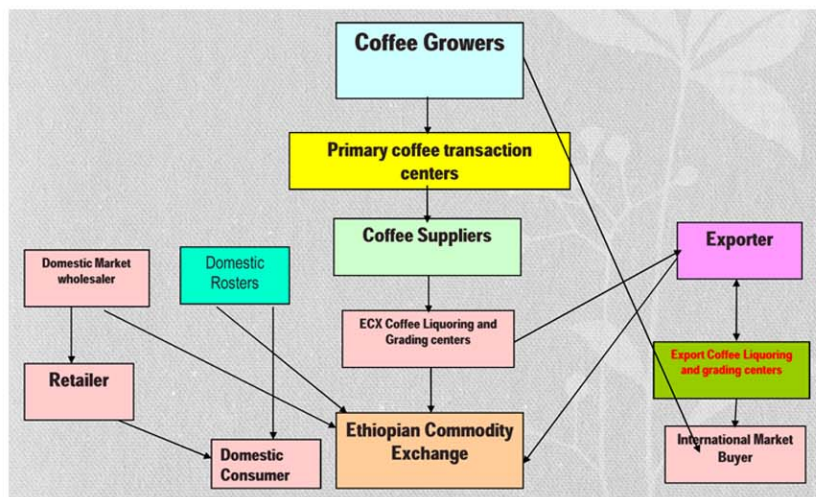 Coffee Growers
Primary coffee transaction
centers
Coffee Suppliers
Exporter
Domestic Market
wholesaler
Domestic
Rosters
ECX Coffee Liquoring and
Grading centers
Export Coffee Liquoring
and grading centers
Retailer
Domestic
Consumer
Ethiopian Commodity
Exchange
International Market
Buyer